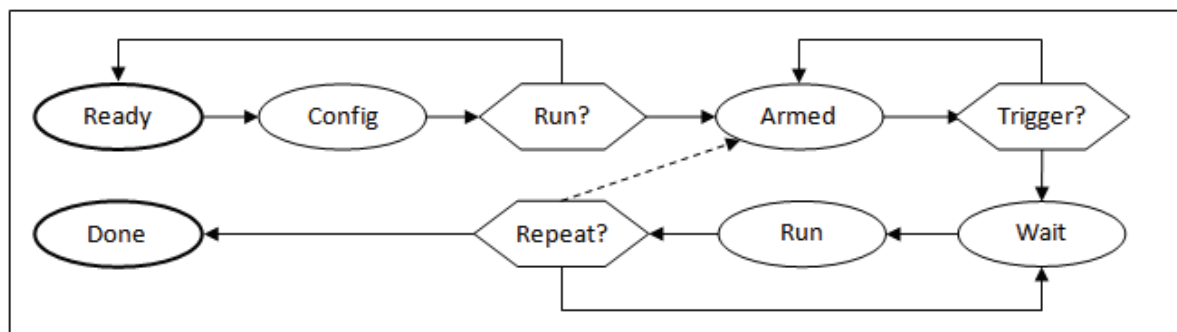 Ready
Config
Run?
Armed
Trigger?
Done
Repeat?
Run
Wait